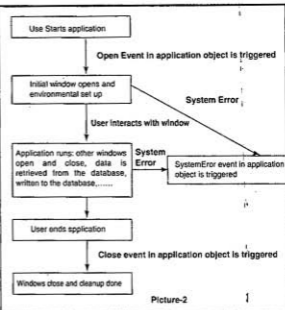 Use Starts application
Open Event in application object is triggered
Initial window opens and
environmental set up
System Error
User interacts with window
Application runs: other windows
open and close, data is
retrieved from the database,
written to the database,......
System
Error
SystemError event in application
object is triggered
User ends application
Close event in application object is triggered
Windows close and cleanup done
Picture-2